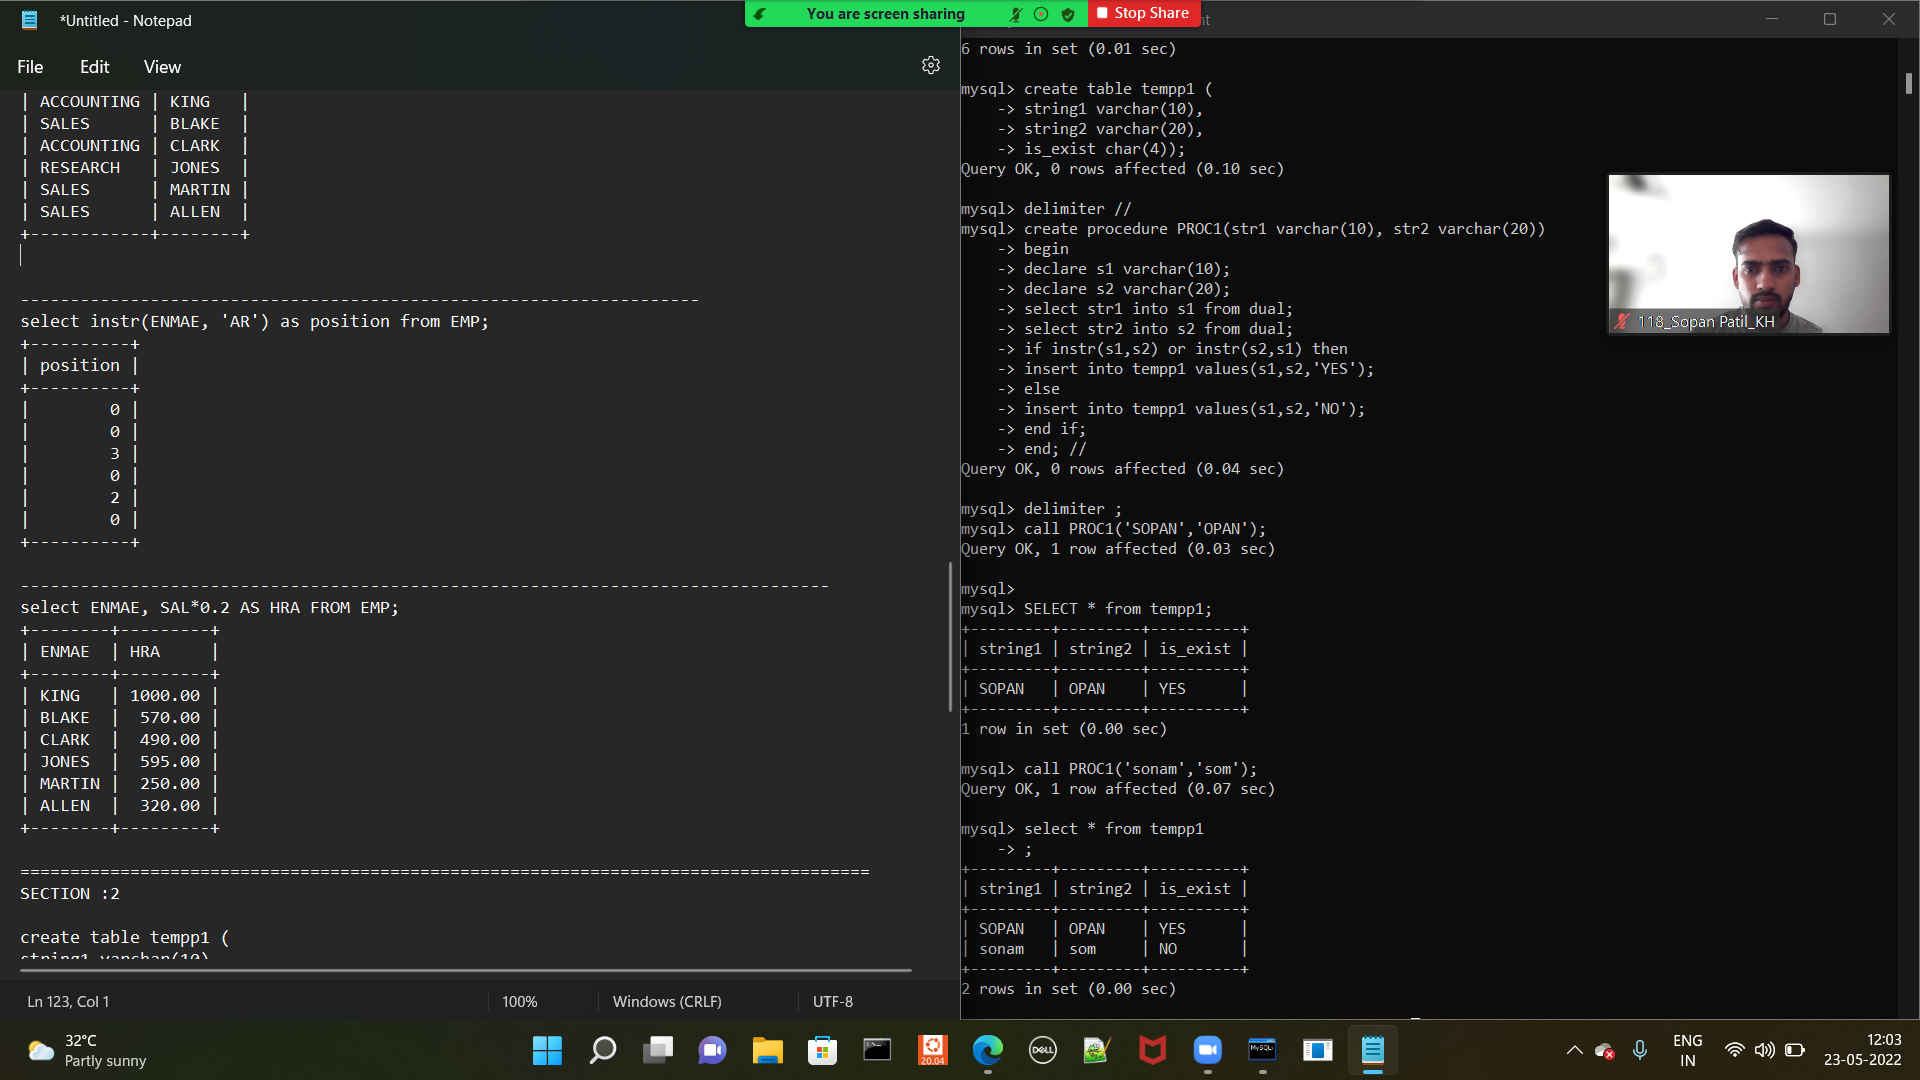 *Untitled - Notepad
File Edit View
| ACCOUNTING | KING   |
| SALES      | BLAKE  |
| ACCOUNTING | CLARK  |
| RESEARCH   | JONES  |
| SALES      | MARTIN |
| SALES      | ALLEN  |
+------------+--------+
--------------------------------------------------------------------
select instr(ENMAE, 'AR') as position from EMP;
+----------+
| position |
+----------+
|        0 |
|        0 |
|        3 |
|        0 |
|        2 |
|        0 |
+----------+
---------------------------------------------------------------------------------
select ENMAE, SAL*0.2 AS HRA FROM EMP;
+--------+---------+
| ENMAE  | HRA     |
+--------+---------+
| KING   | 1000.00 |
| BLAKE  |  570.00 |
| CLARK  |  490.00 |
| JONES  |  595.00 |
| MARTIN |  250.00 |
| ALLEN  |  320.00 |
+--------+---------+
=====================================================================================
SECTION :2
create table tempp1 (
string1 varchar(10)
Ln 123, Col 1 100% Windows (CRLF) UTF-8
You are screen sharing Stop Share
6 rows in set (0.01 sec)
mysql> create table tempp1 (
    -> string1 varchar(10),
    -> string2 varchar(20),
    -> is_exist char(4));
Query OK, 0 rows affected (0.10 sec)
mysql> delimiter //
mysql> create procedure PROC1(str1 varchar(10), str2 varchar(20))
    -> begin
    -> declare s1 varchar(10);
    -> declare s2 varchar(20);
    -> select str1 into s1 from dual;
    -> select str2 into s2 from dual;
    -> if instr(s1,s2) or instr(s2,s1) then
    -> insert into tempp1 values(s1,s2,'YES');
    -> else
    -> insert into tempp1 values(s1,s2,'NO');
    -> end if;
    -> end; //
Query OK, 0 rows affected (0.04 sec)
mysql> delimiter ;
mysql> call PROC1('SOPAN','OPAN');
Query OK, 1 row affected (0.03 sec)
mysql>
mysql> SELECT * from tempp1;
+---------+---------+----------+
| string1 | string2 | is_exist |
+---------+---------+----------+
| SOPAN   | OPAN    | YES      |
+---------+---------+----------+
1 row in set (0.00 sec)
mysql> call PROC1('sonam','som');
Query OK, 1 row affected (0.07 sec)
mysql> select * from tempp1
    -> ;
+---------+---------+----------+
| string1 | string2 | is_exist |
+---------+---------+----------+
| SOPAN   | OPAN    | YES      |
| sonam   | som     | NO       |
+---------+---------+----------+
2 rows in set (0.00 sec)
118_Sopan Patil_KH
32°C
Partly sunny
20.04
DELL
MySQL
ENG
IN
12:03
23-05-2022